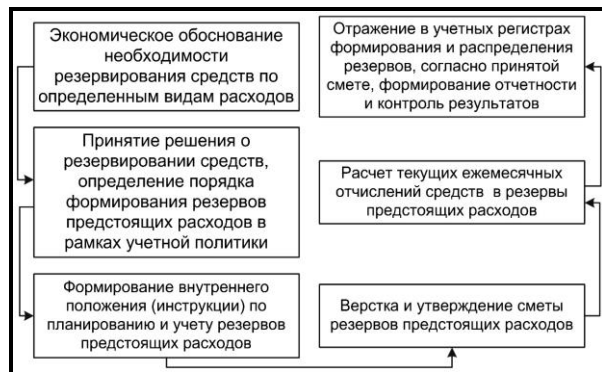 Экономическое обоснование
необходимости
резервирования средств по
определенным видам расходов
Принятие решения о
резервировании средств,
определение порядка
формирования резервов
предстоящих расходов в
рамках учетной политики
Формирование внутреннего
положения (инструкции) по
планированию и учету резервов
предстоящих расходов
Верстка и утверждение сметы
резервов предстоящих расходов
Расчет текущих ежемесячных
отчислений средств в резервы
предстоящих расходов
Отражение в учетных регистрах
формирования и распределения
резервов, согласно принятой
смете, формирование отчетности
и контроль результатов